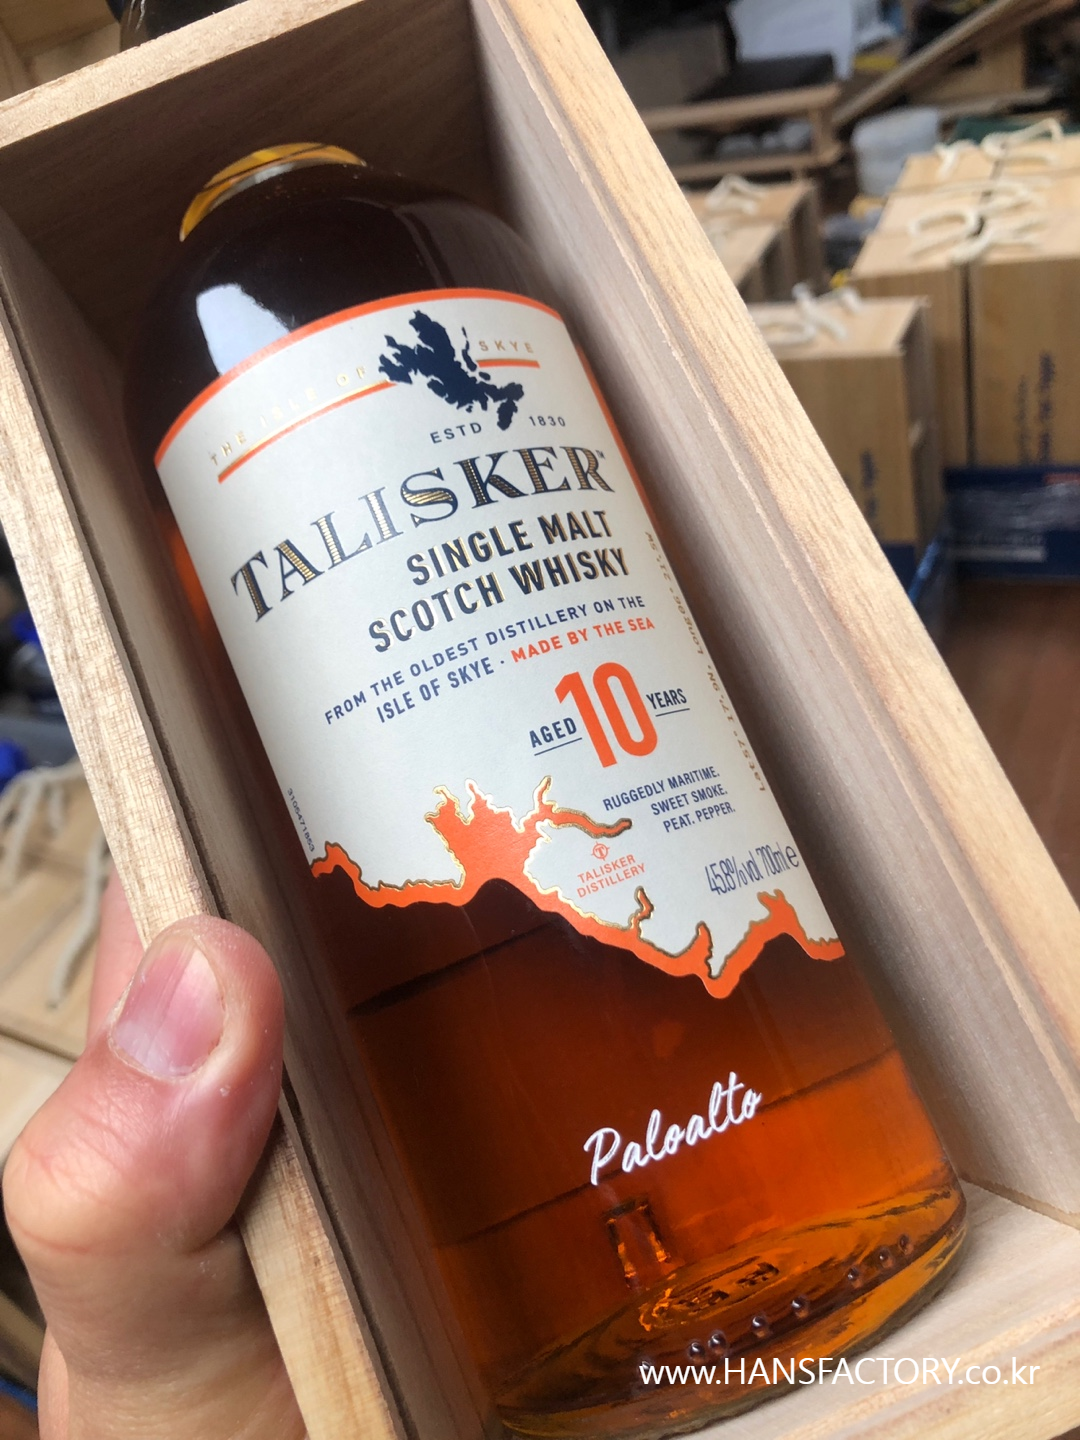 THE ISLE OF SKYE
ESTD 1830
TALISKER™
SINGLE MALT
SCOTCH WHISKY
FROM THE OLDEST DISTILLERY ON THE
ISLE OF SKYE · MADE BY THE SEA
AGED 10 YEARS
RUGGEDLY MARITIME.
SWEET SMOKE.
PEAT. PEPPER.
TALISKER
DISTILLERY
45.8%vol 700ml e
Paloalto
www.HANSFACTORY.co.kr